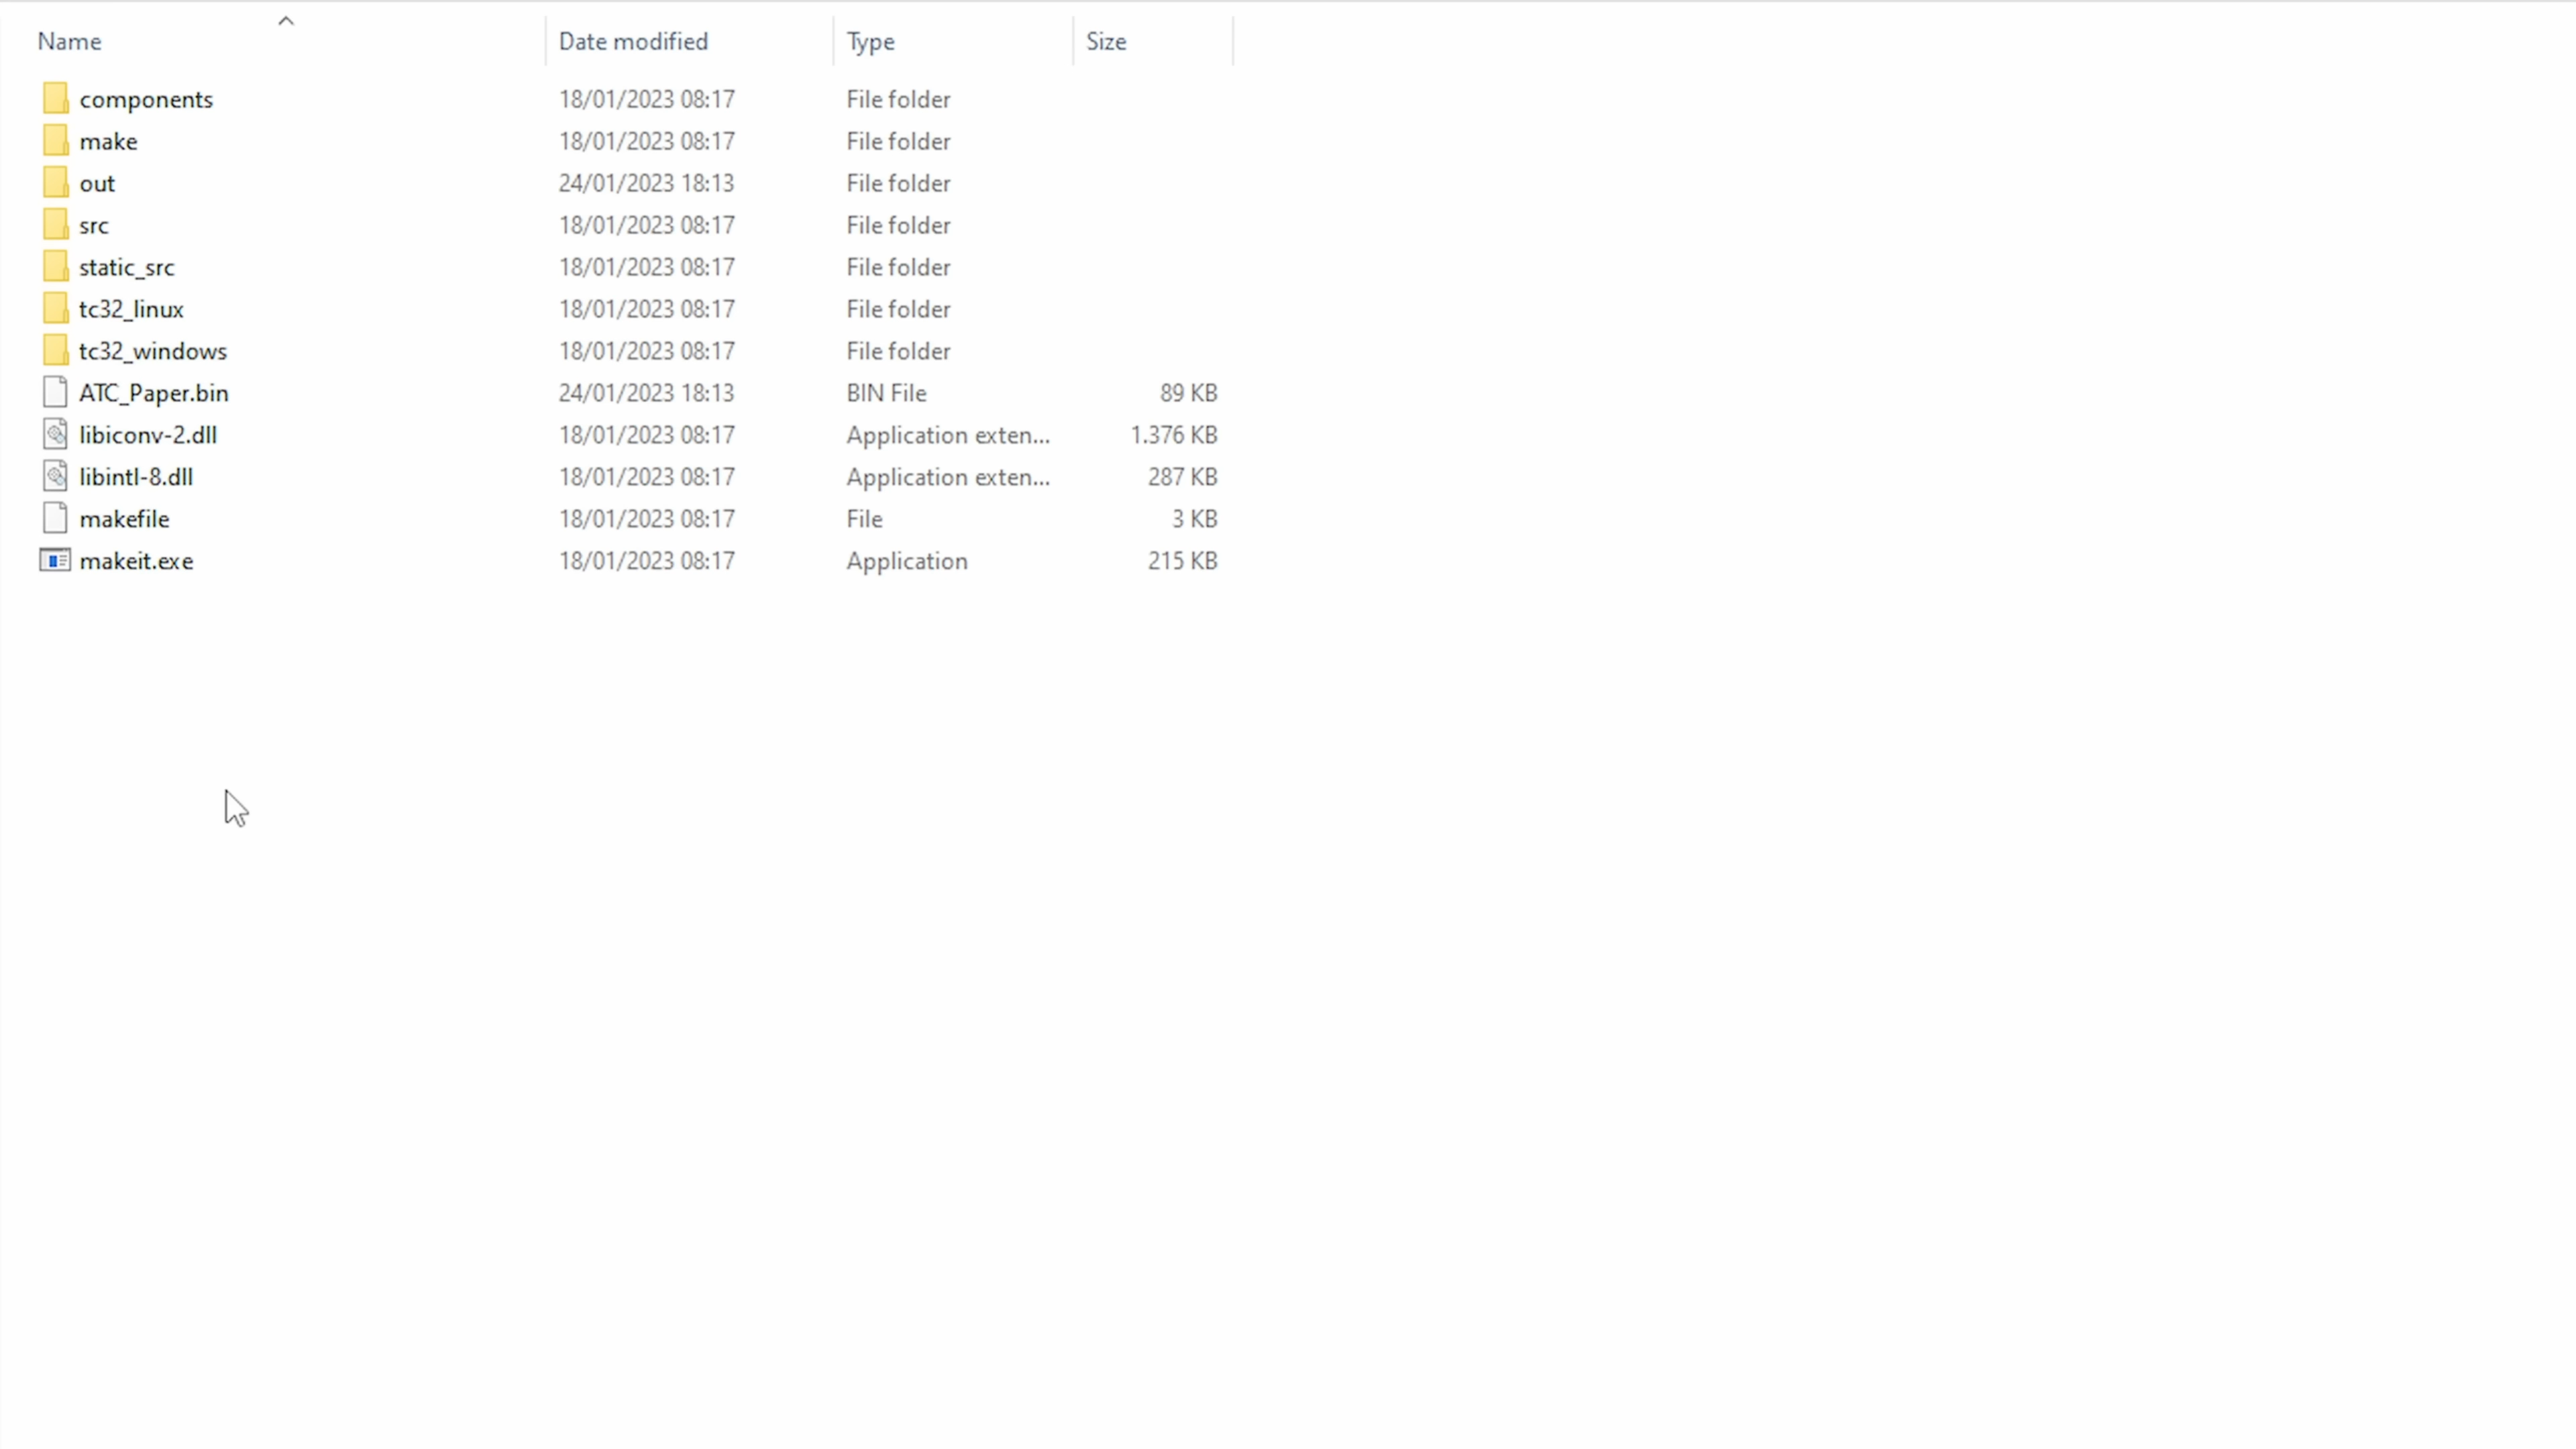 Name Date modified Type Size
components 18/01/2023 08:17 File folder
make 18/01/2023 08:17 File folder
out 24/01/2023 18:13 File folder
src 18/01/2023 08:17 File folder
static_src 18/01/2023 08:17 File folder
tc32_linux 18/01/2023 08:17 File folder
tc32_windows 18/01/2023 08:17 File folder
ATC_Paper.bin 24/01/2023 18:13 BIN File 89 KB
libiconv-2.dll 18/01/2023 08:17 Application exten... 1.376 KB
libintl-8.dll 18/01/2023 08:17 Application exten... 287 KB
makefile 18/01/2023 08:17 File 3 KB
makeit.exe 18/01/2023 08:17 Application 215 KB